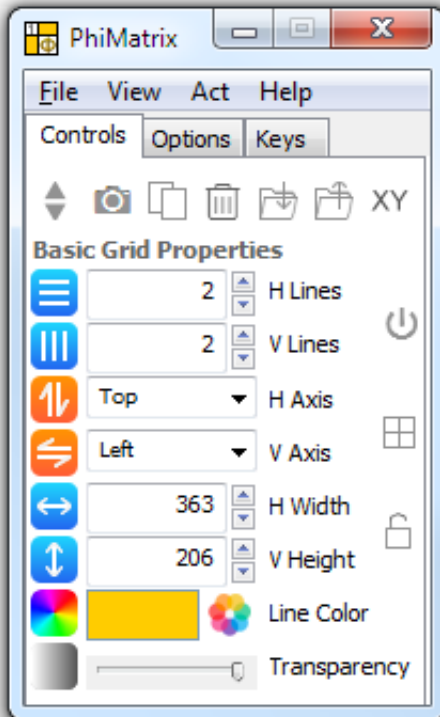 PhiMatrix
File View Act Help
Controls Options Keys
XY
Basic Grid Properties
2 H Lines
2 V Lines
Top H Axis
Left V Axis
363 H Width
206 V Height
Line Color
Transparency